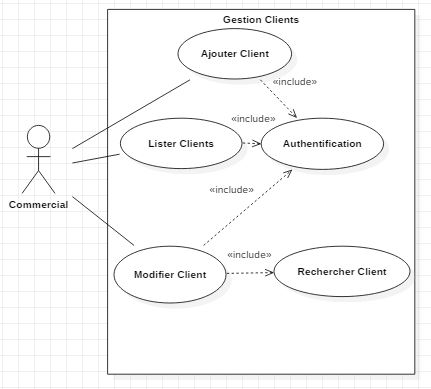 Gestion Clients
Ajouter Client
«include»
«include»
Lister Clients
Authentification
«include»
Commercial
«include»
Modifier Client
Rechercher Client